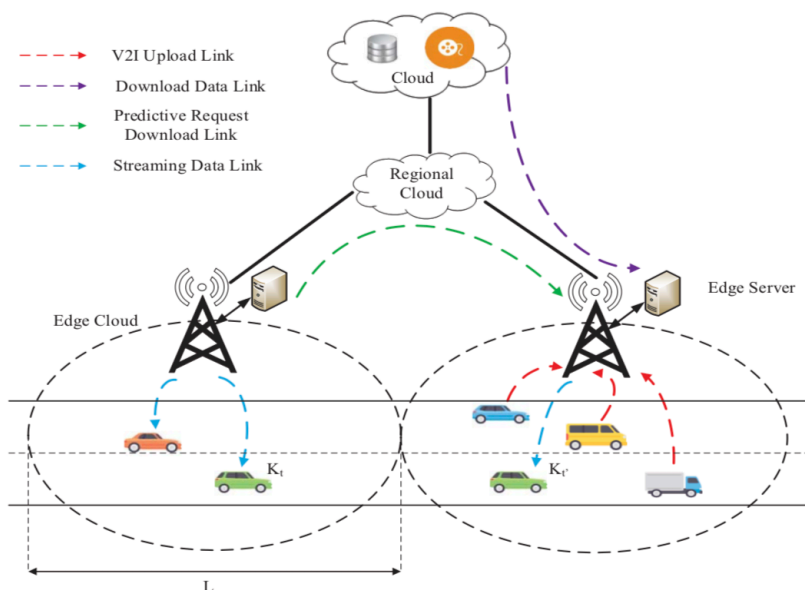 V2I Upload Link
Download Data Link
Predictive Request
Download Link
Streaming Data Link
Cloud
Regional
Cloud
Edge Cloud
Edge Server
Kt
Kt'
L